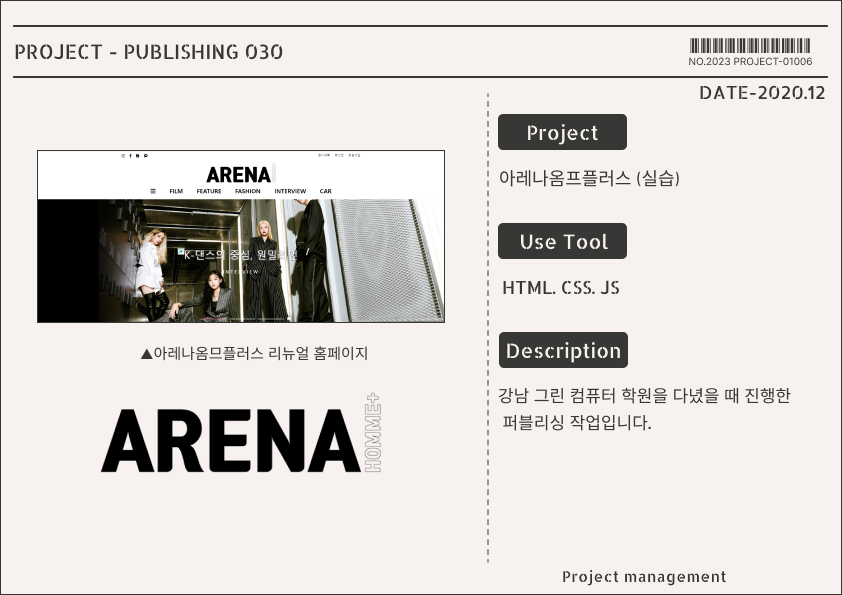 PROJECT - PUBLISHING 030
NO.2023 PROJECT-01006
DATE-2020.12
Project
아레나옴프플러스 (실습)
Use Tool
HTML. CSS. JS
Description
강남 그린 컴퓨터 학원을 다녔을 때 진행한
퍼블리싱 작업입니다.
ARENA
FILM FEATURE FASHION INTERVIEW CAR
K-댄스의 중심, 원밀리언
INTERVIEW
▲아레나옴므플러스 리뉴얼 홈페이지
ARENA HOMME+
Project management